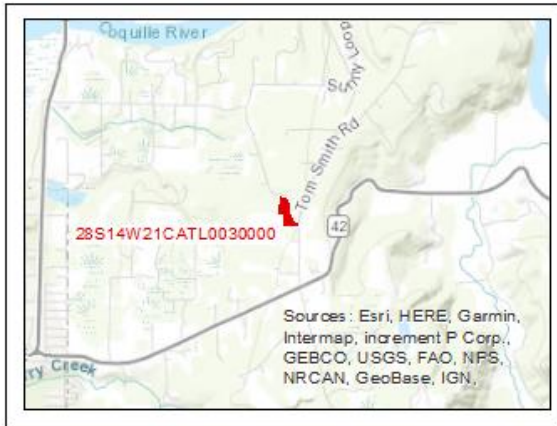 Coquille River
Sunny Loop
Tom Smith Rd
28S14W21CATL0030000
42
Sources: Esri, HERE, Garmin,
Intermap, increment P Corp.,
GEBCO, USGS, FAO, NPS,
NRCAN, GeoBase, IGN,
rry Creek